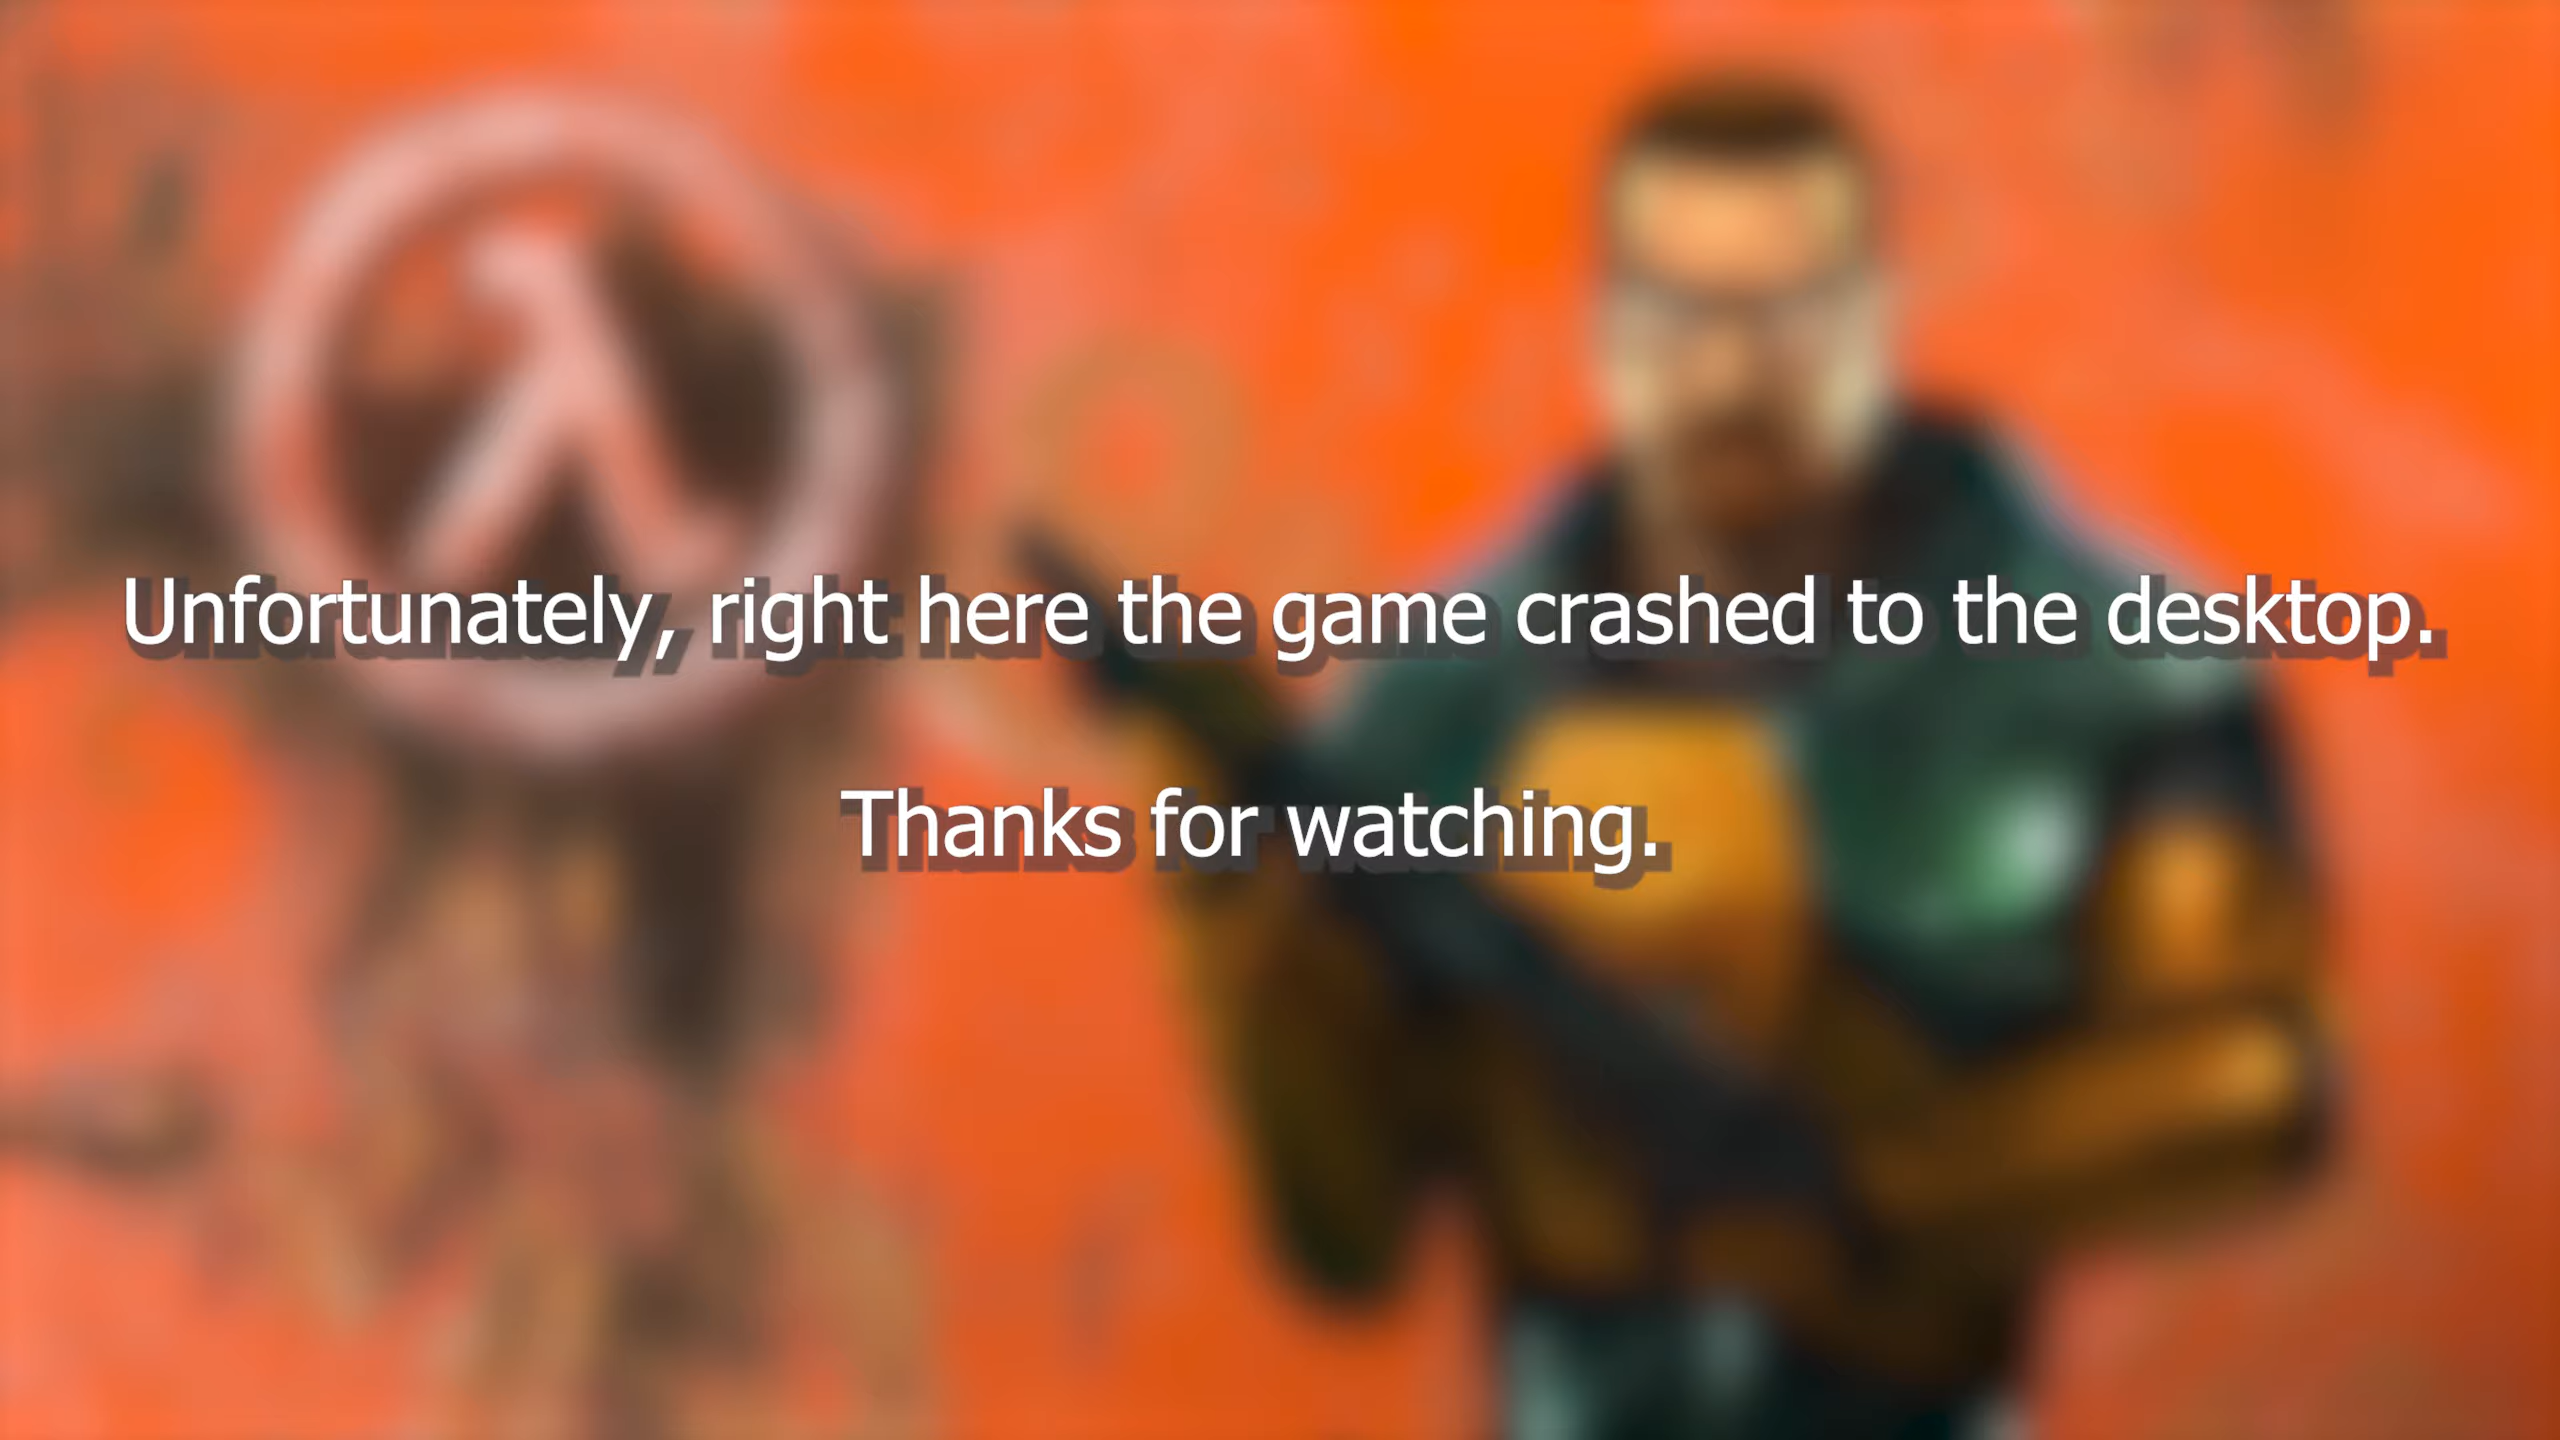 Unfortunately, right here the game crashed to the desktop.
Thanks for watching.